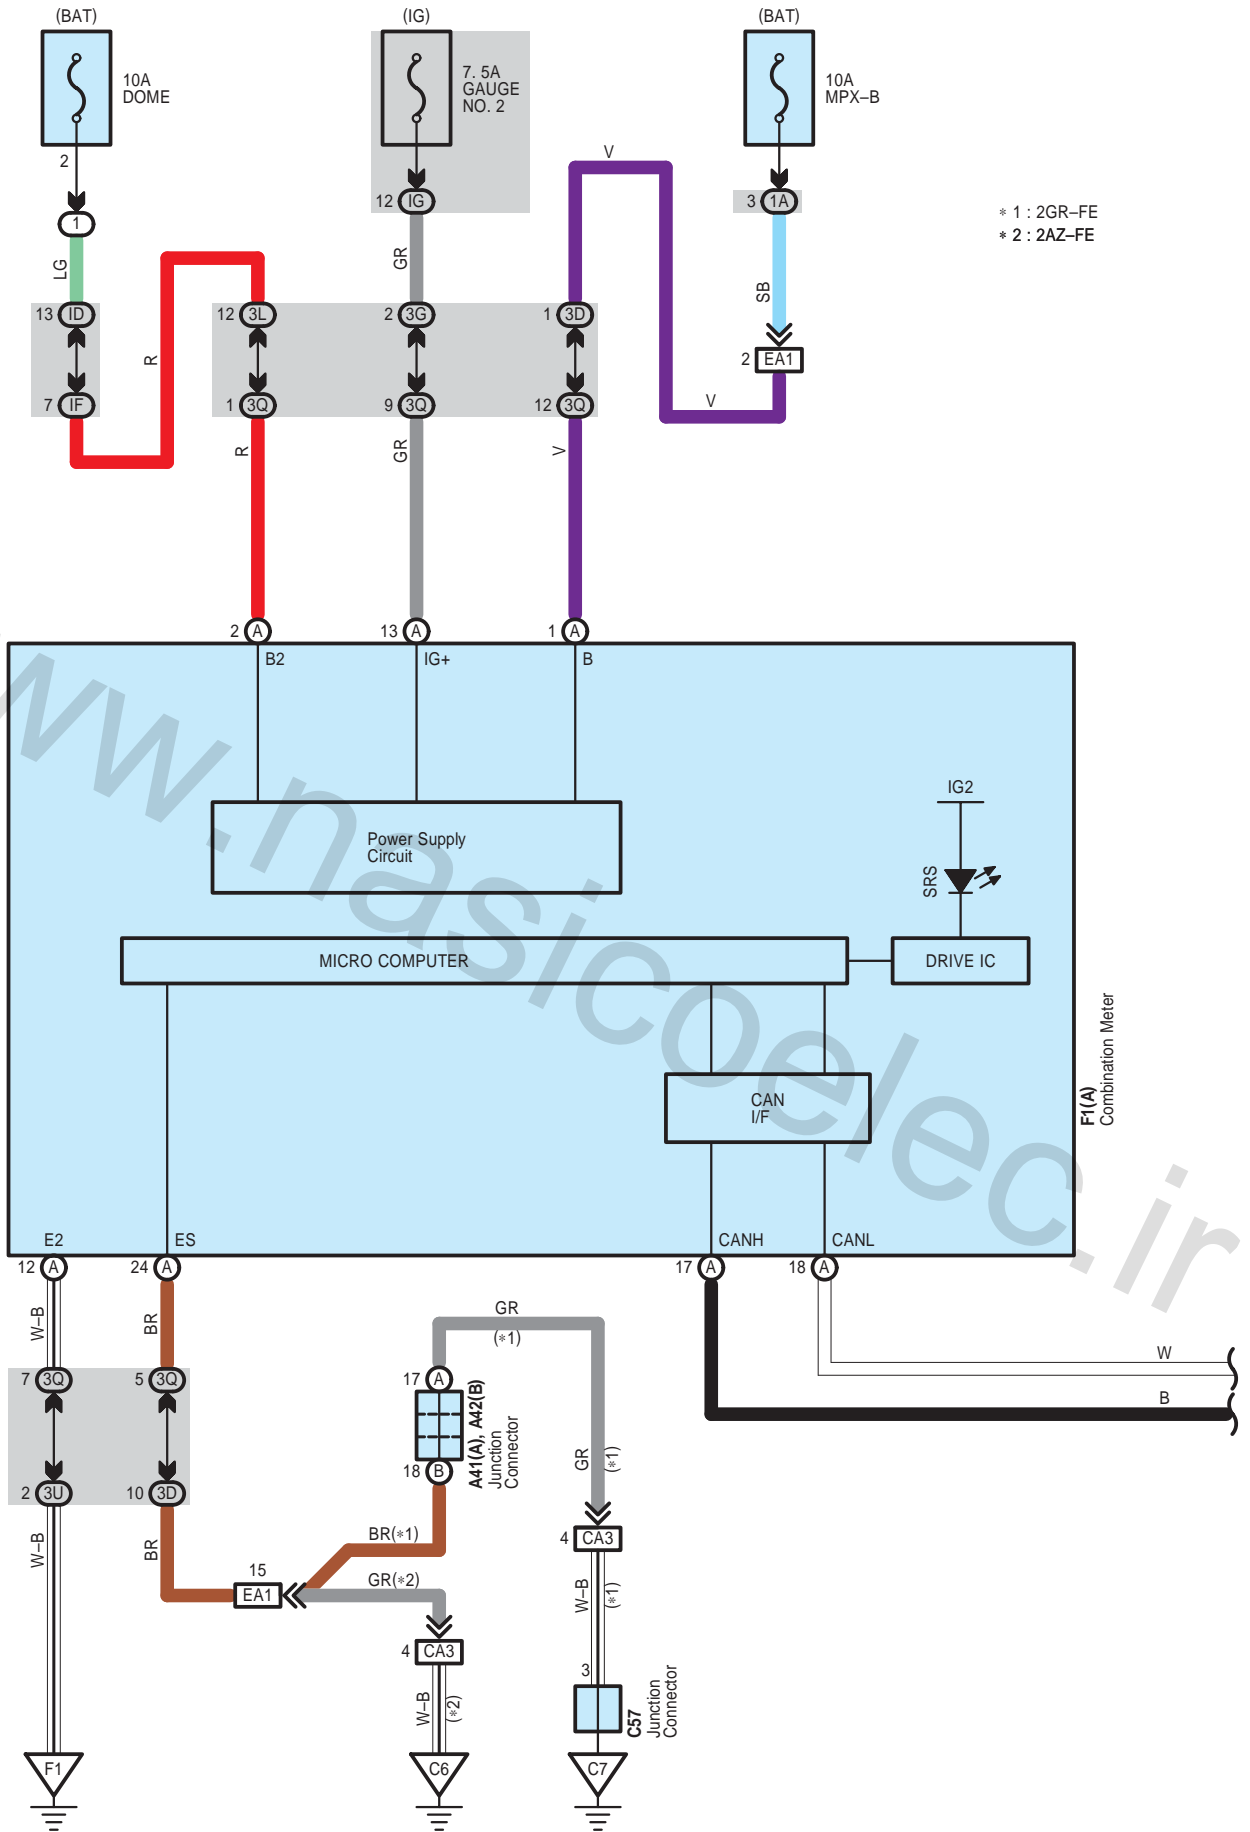 (BAT)
(IG)
(BAT)
10A
DOME
7. 5A
GAUGE
NO. 2
10A
MPX–B
2
V
1
12 IG
3 1A
∗ 1 : 2GR–FE
∗ 2 : 2AZ–FE
LG
GR
SB
13 ID
12 3L
2 3G
1 3D
R
2 EA1
7 IF
1 3Q
9 3Q
12 3Q
V
R
GR
V
2 A
13 A
1 A
B2
IG+
B
IG2
Power Supply
Circuit
SRS
MICRO COMPUTER
DRIVE IC
CAN
I/F
F1(A)
Combination Meter
E2
ES
CANH
CANL
12 A
24 A
17 A
18 A
W–B
BR
GR
(∗1)
W
B
7 3Q
5 3Q
17 A
A41(A), A42(B)
Junction
Connector
18 B
GR
(∗1)
2 3U
10 3D
W–B
BR
BR(∗1)
4 CA3
15
EA1
GR(∗2)
W–B
(∗1)
4 CA3
W–B
(∗2)
3
C57
Junction
Connector
F1
C6
C7
www.nasicoelec.ir